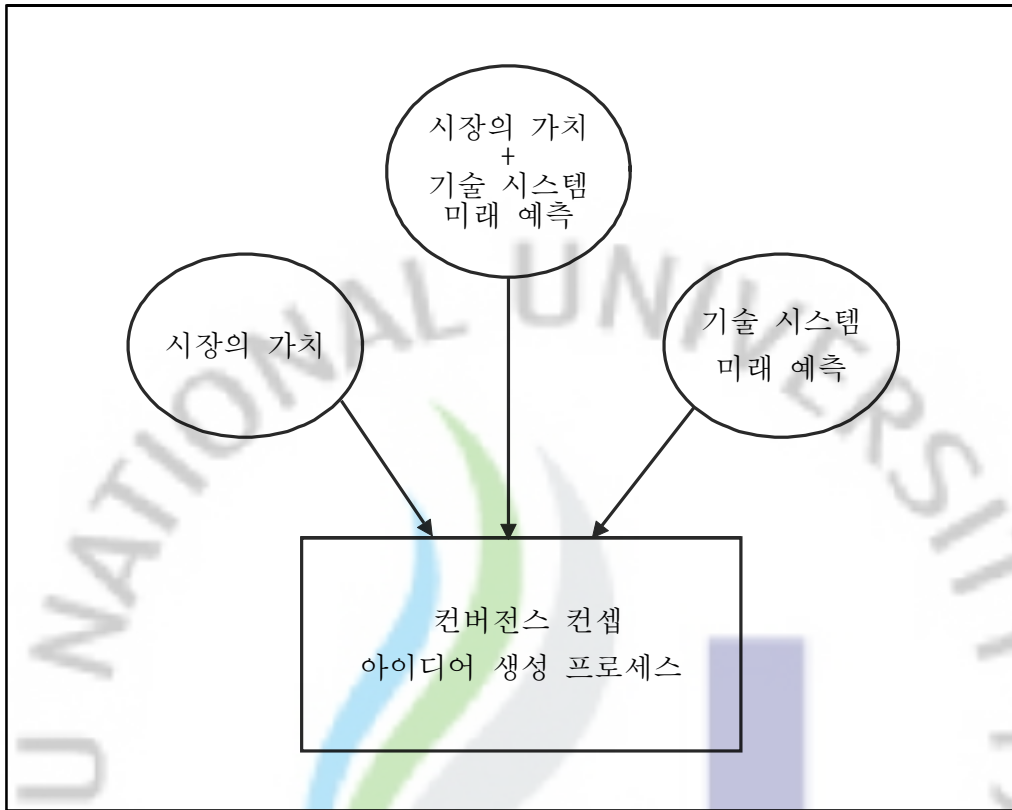 시장의 가치
+
기술 시스템
미래 예측
시장의 가치
기술 시스템
미래 예측
컨버전스 컨셉
아이디어 생성 프로세스
U NATIONAL UNIVERSIT